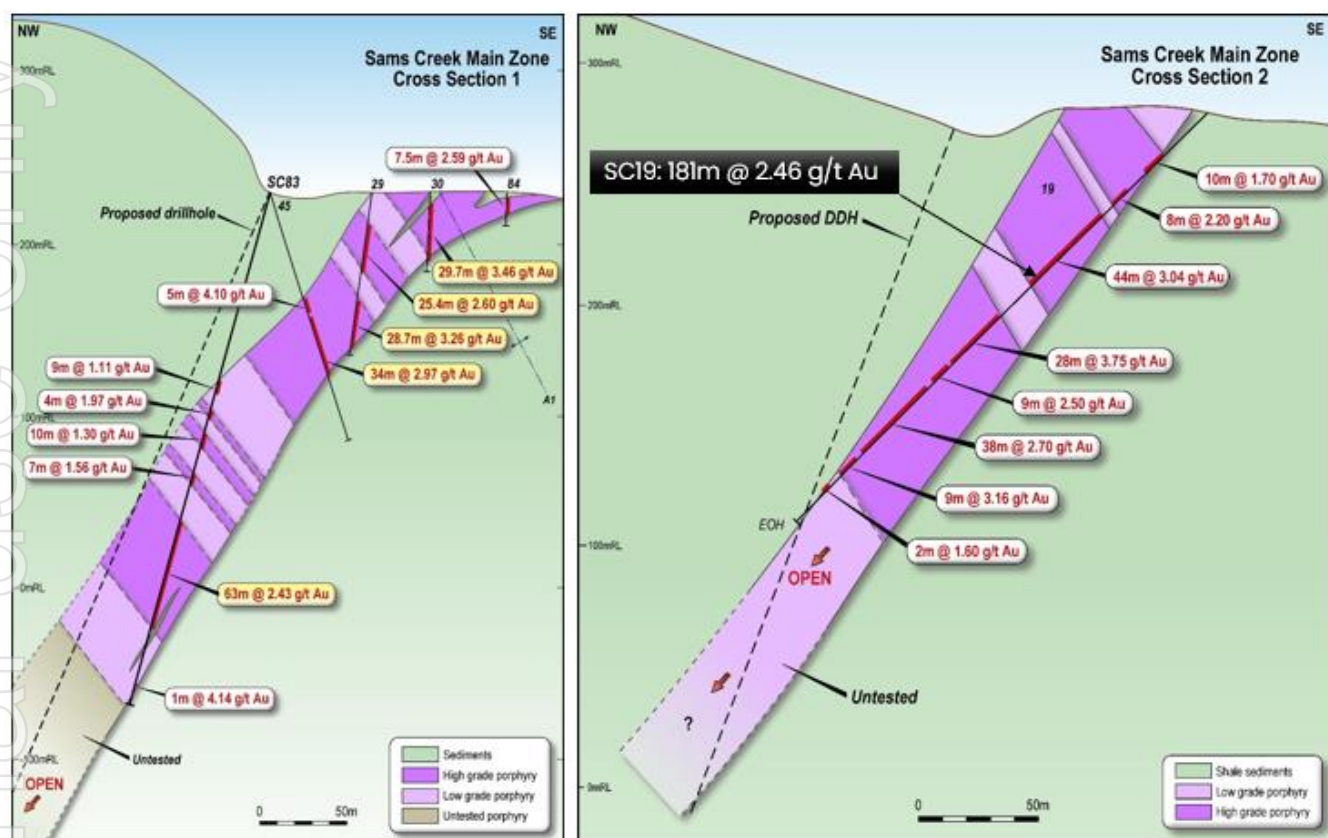 NW
SE
Sams Creek Main Zone
Cross Section 1
300mRL
7.5m @ 2.59 g/t Au
SC83
45
29
30
84
Proposed drillhole
200mRL
29.7m @ 3.46 g/t Au
5m @ 4.10 g/t Au
25.4m @ 2.60 g/t Au
28.7m @ 3.26 g/t Au
9m @ 1.11 g/t Au
34m @ 2.97 g/t Au
4m @ 1.97 g/t Au
A1
100mRL
10m @ 1.30 g/t Au
7m @ 1.56 g/t Au
0mRL
63m @ 2.43 g/t Au
1m @ 4.14 g/t Au
-100mRL
Untested
OPEN
0 50m
Sediments
High grade porphyry
Low grade porphyry
Untested porphyry
NW
SE
Sams Creek Main Zone
Cross Section 2
300mRL
SC19: 181m @ 2.46 g/t Au
10m @ 1.70 g/t Au
19
8m @ 2.20 g/t Au
Proposed DDH
44m @ 3.04 g/t Au
200mRL
28m @ 3.75 g/t Au
9m @ 2.50 g/t Au
38m @ 2.70 g/t Au
9m @ 3.16 g/t Au
EOH
2m @ 1.60 g/t Au
100mRL
OPEN
Untested
?
0mRL
0 50m
Shale sediments
Low grade porphyry
High grade porphyry